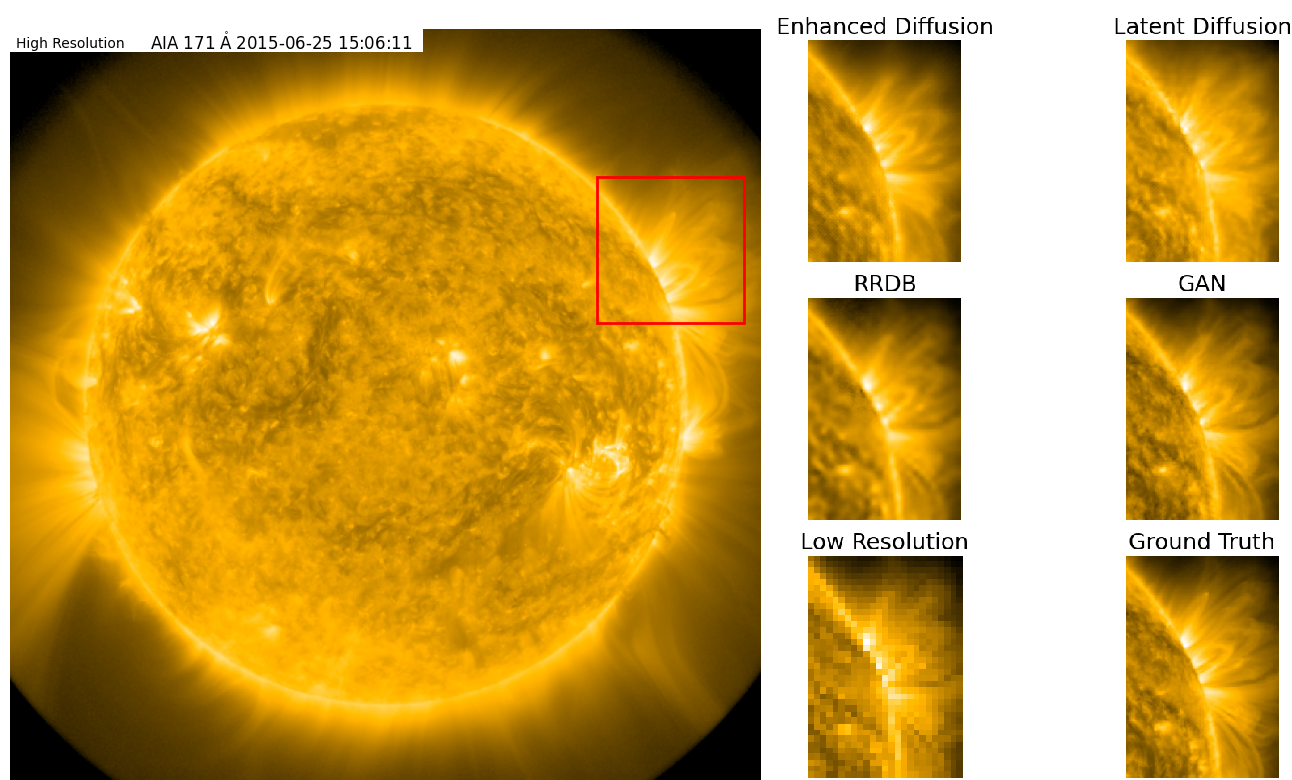 High Resolution AIA 171 Å 2015-06-25 15:06:11
Enhanced Diffusion
Latent Diffusion
RRDB
GAN
Low Resolution
Ground Truth